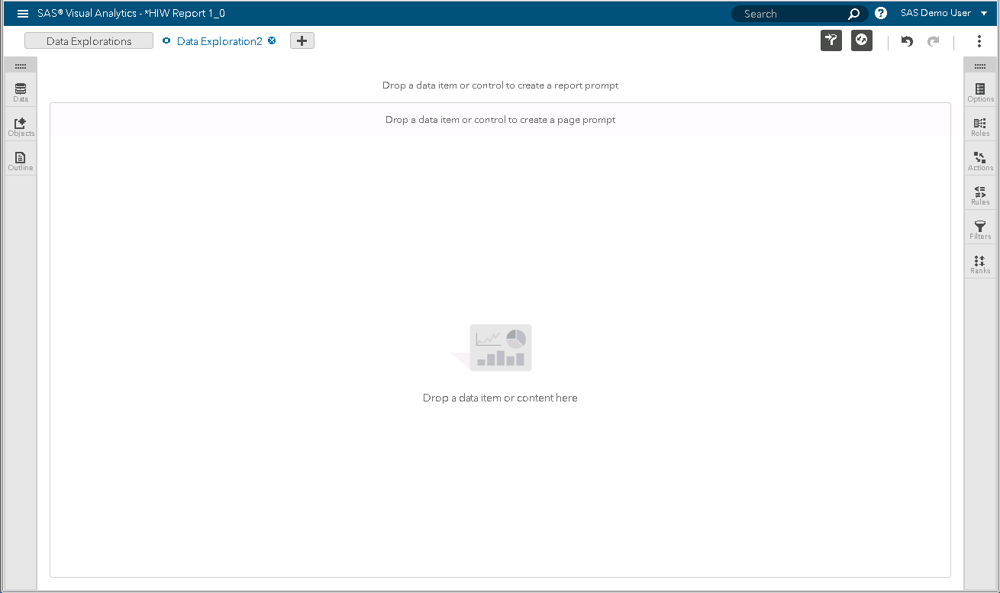 SAS® Visual Analytics - *HIW Report 1_0
Search
SAS Demo User
Data Explorations
Data Exploration2
Drop a data item or control to create a report prompt
Drop a data item or control to create a page prompt
Data
Objects
Outline
Options
Roles
Actions
Rules
Filters
Ranks
Drop a data item or content here